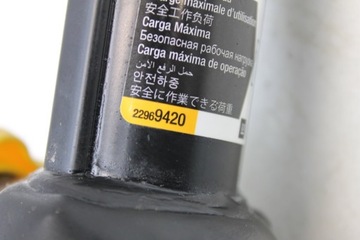 maximale d'utilisation
安全工作负荷
Carga Máxima
Безопасная рабочая нагрузка
Carga máxima de operação
حمل الرفع الآمن
안전하중
安全に作業できる荷重
22969420